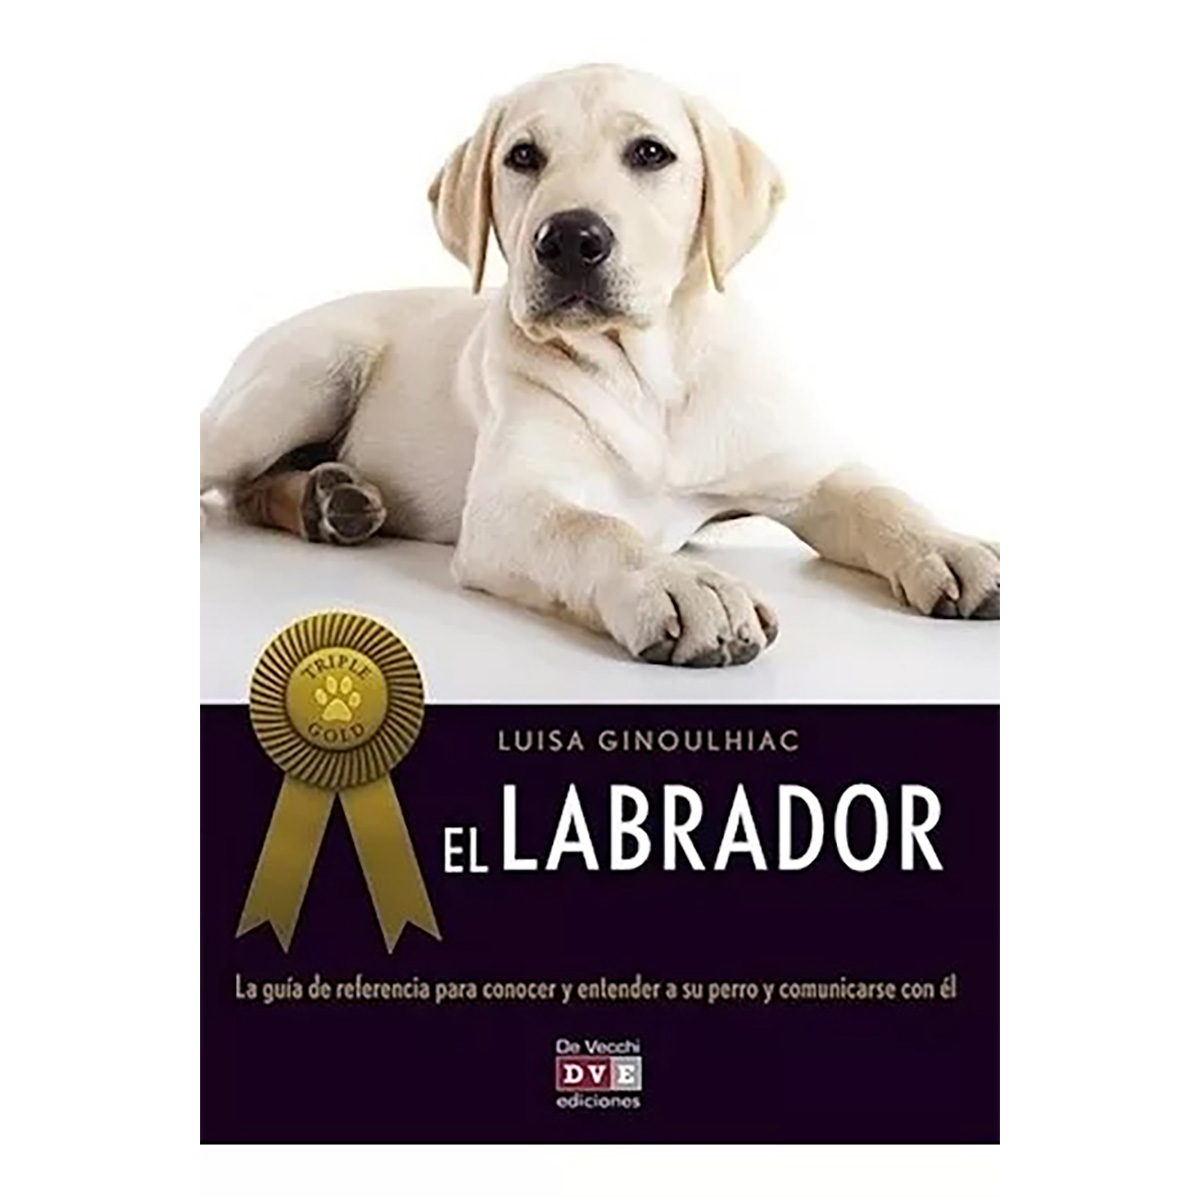 TRIPLE
GOLD
LUISA GINOULHIAC
EL LABRADOR
La guía de referencia para conocer y entender a su perro y comunicarse con él
De Vecchi
DVE
ediciones